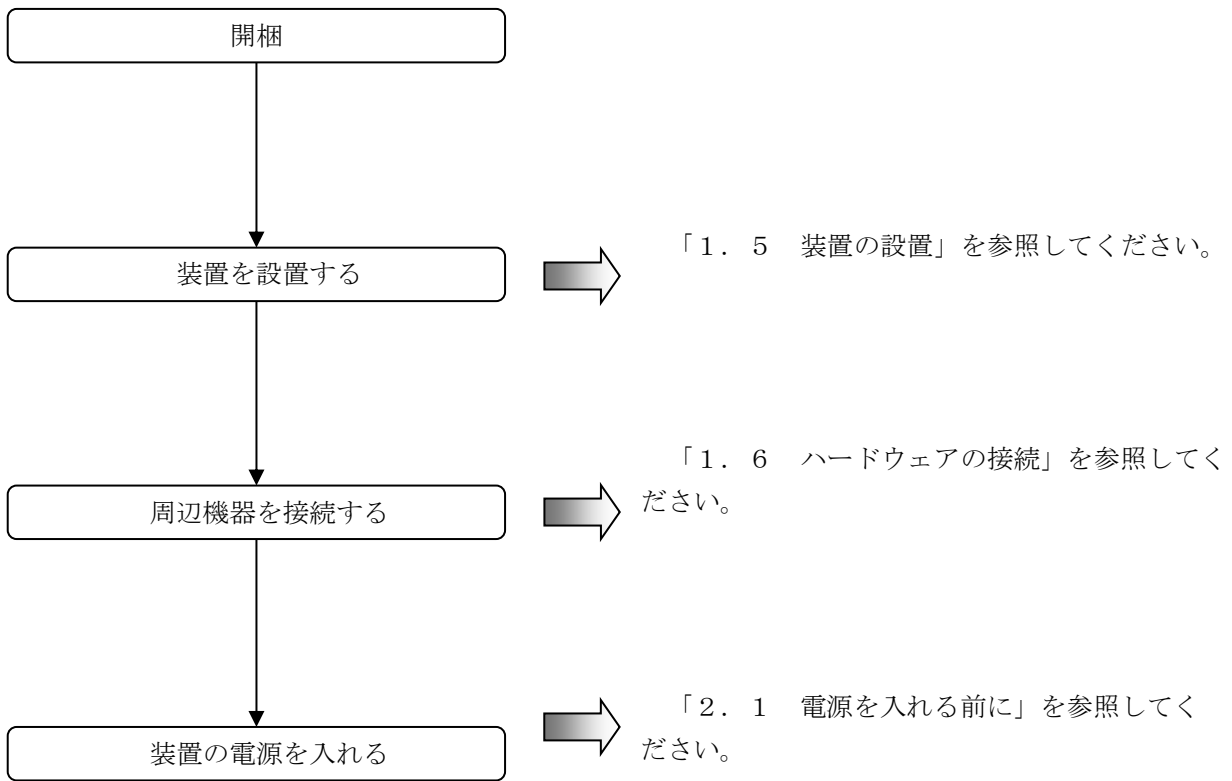 開梱
装置を設置する
「１．５　装置の設置」を参照してください。
周辺機器を接続する
「１．６　ハードウェアの接続」を参照してく
ださい。
装置の電源を入れる
「２．１　電源を入れる前に」を参照してく
ださい。